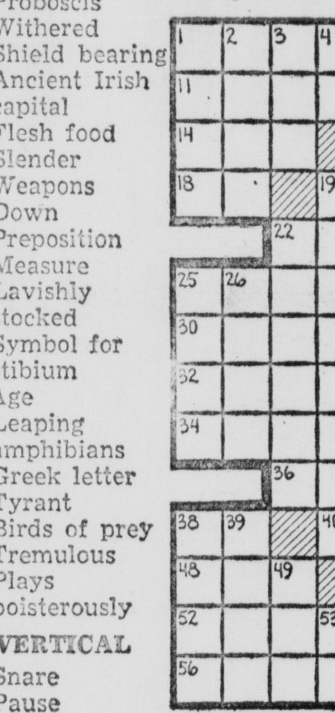 Proboscis
Withered
Shield bearing
Ancient Irish
capital
Flesh food
Slender
Weapons
Down
Preposition
Measure
Lavishly
stocked
Symbol for
stibium
Age
Leaping
amphibians
Greek letter
Tyrant
Birds of prey
Tremulous
Plays
boisterously
VERTICAL
Snare
Pause
1 2 3 4
11
14
18 19
22
25 26
30
32
34
36
38 39 40
48 49
52 53
56